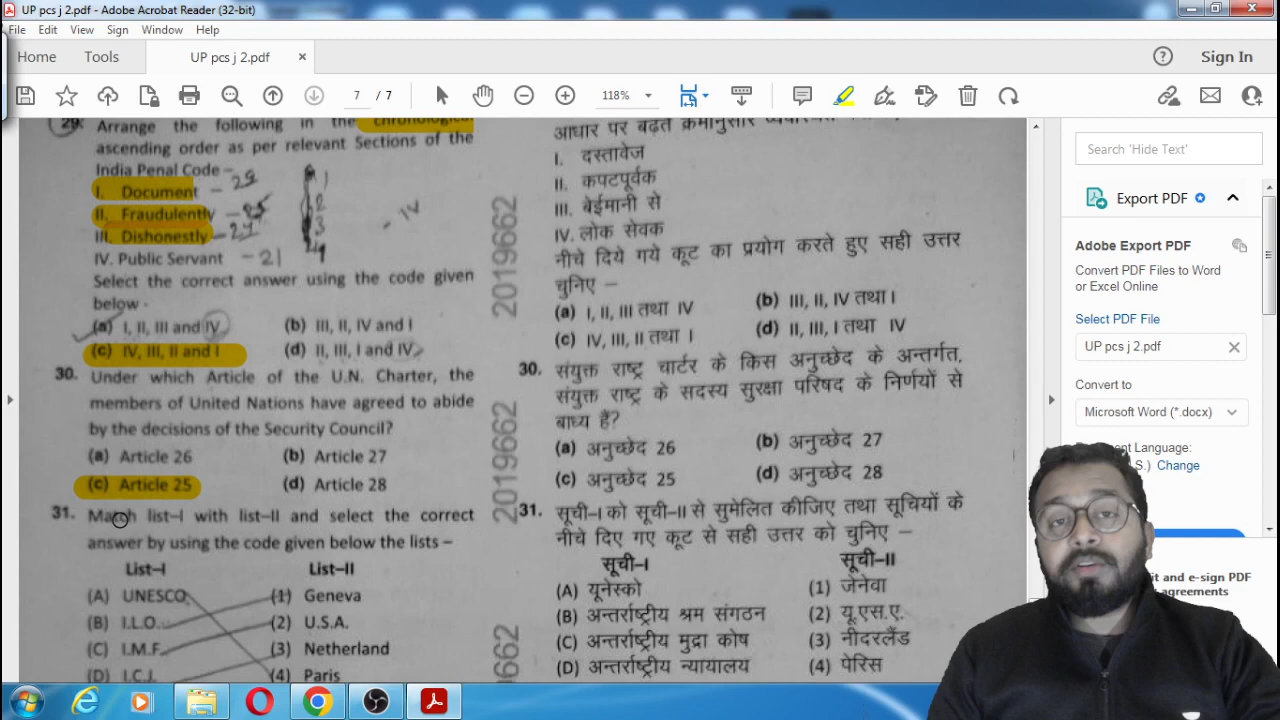 UP pcs j 2.pdf - Adobe Acrobat Reader (32-bit)
File Edit View Sign Window Help
Home Tools UP pcs j 2.pdf × Sign In
7 / 7 118%
29. Arrange the following in the chronological
ascending order as per relevant Sections of the
India Penal Code –
I. Document - 29
II. Fraudulently - 25
III. Dishonestly - 24
IV. Public Servant - 21
1
2
3
4
- IV
Select the correct answer using the code given
below -
(a) I, II, III and IV (b) III, II, IV and I
(c) IV, III, II and I (d) II, III, I and IV
30. Under which Article of the U.N. Charter, the
members of United Nations have agreed to abide
by the decisions of the Security Council?
(a) Article 26 (b) Article 27
(c) Article 25 (d) Article 28
31. Match list–I with list–II and select the correct
answer by using the code given below the lists –
List–I List–II
(A) UNESCO (1) Geneva
(B) I.L.O. (2) U.S.A.
(C) I.M.F. (3) Netherland
(D) I.C.J. (4) Paris
2019662
2019662
9662
आधार पर बढ़ते क्रमानुसार
I. दस्तावेज
II. कपटपूर्वक
III. बेईमानी से
IV. लोक सेवक
नीचे दिये गये कूट का प्रयोग करते हुए सही उत्तर
चुनिए –
(a) I, II, III तथा IV (b) III, II, IV तथा I
(c) IV, III, II तथा I (d) II, III, I तथा IV
30. संयुक्त राष्ट्र चार्टर के किस अनुच्छेद के अन्तर्गत,
संयुक्त राष्ट्र के सदस्य सुरक्षा परिषद के निर्णयों से
बाध्य हैं?
(a) अनुच्छेद 26 (b) अनुच्छेद 27
(c) अनुच्छेद 25 (d) अनुच्छेद 28
31. सूची–I को सूची–II से सुमेलित कीजिए तथा सूचियों के
नीचे दिए गए कूट से सही उत्तर को चुनिए –
सूची–I सूची–II
(A) यूनेस्को (1) जेनेवा
(B) अन्तर्राष्ट्रीय श्रम संगठन (2) यू.एस.ए.
(C) अन्तर्राष्ट्रीय मुद्रा कोष (3) नीदरलैंड
(D) अन्तर्राष्ट्रीय न्यायालय (4) पेरिस
Search 'Hide Text'
Export PDF
Adobe Export PDF
Convert PDF Files to Word
or Excel Online
Select PDF File
UP pcs j 2.pdf
Convert to
Microsoft Word (*.docx)
Language:
S.) Change
it and e-sign PDF
agreements